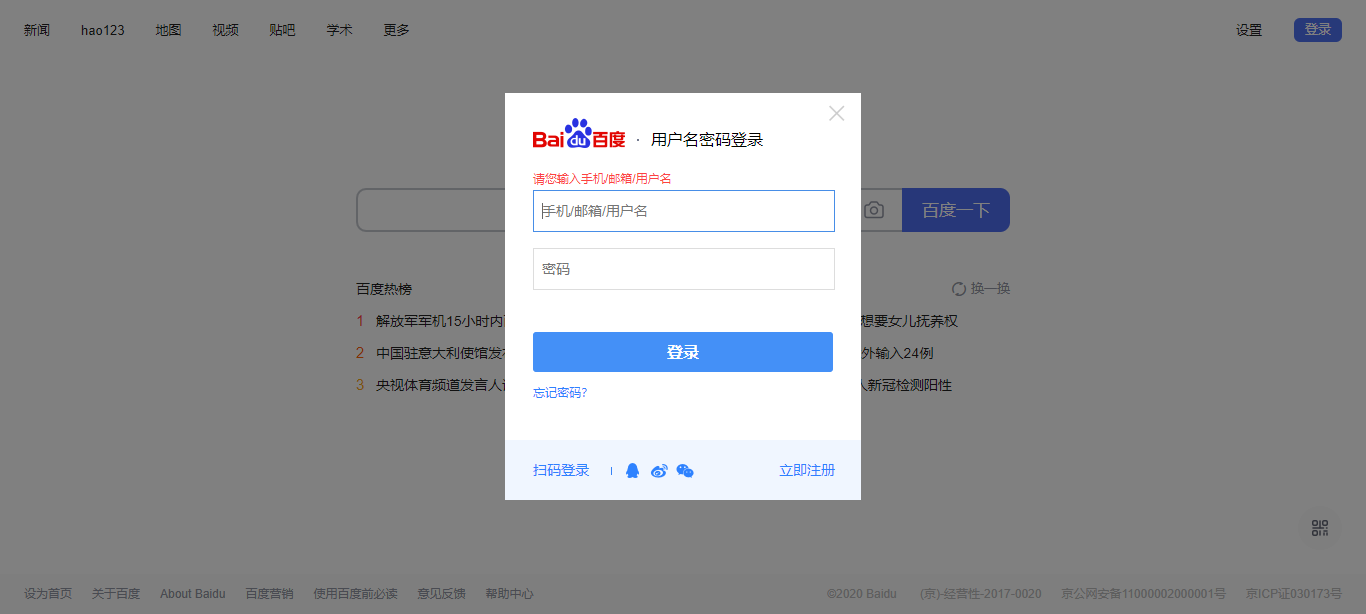 新闻 hao123 地图 视频 贴吧 学术 更多 设置 登录
Bai du 百度 · 用户名密码登录
请您输入手机/邮箱/用户名
手机/邮箱/用户名
百度一下
密码
百度热榜 换一换
1 解放军军机15小时内 想要女儿抚养权
2 中国驻意大利使馆发 外输入24例
3 央视体育频道发言人 新冠检测阳性
登录
忘记密码?
扫码登录 立即注册
设为首页 关于百度 About Baidu 百度营销 使用百度前必读 意见反馈 帮助中心 ©2020 Baidu (京)-经营性-2017-0020 京公网安备11000002000001号 京ICP证030173号